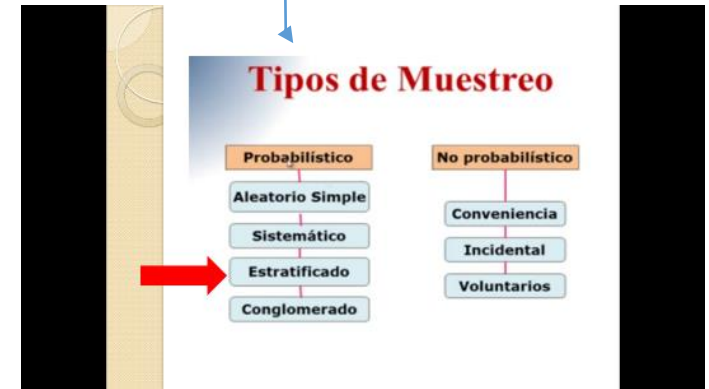 Tipos de Muestreo
Probabilístico
Aleatorio Simple
Sistemático
Estratificado
Conglomerado
No probabilístico
Conveniencia
Incidental
Voluntarios